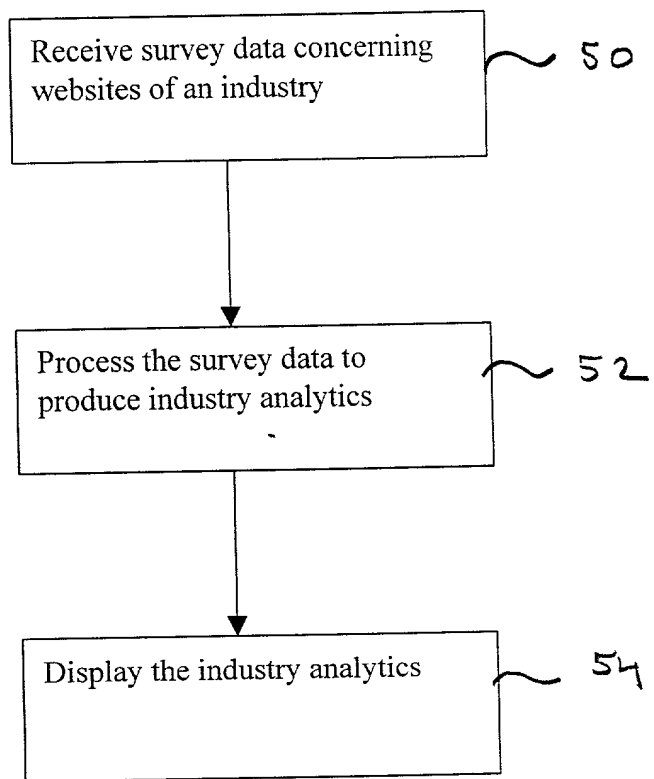 Receive survey data concerning
websites of an industry
50
Process the survey data to
produce industry analytics
52
Display the industry analytics
54